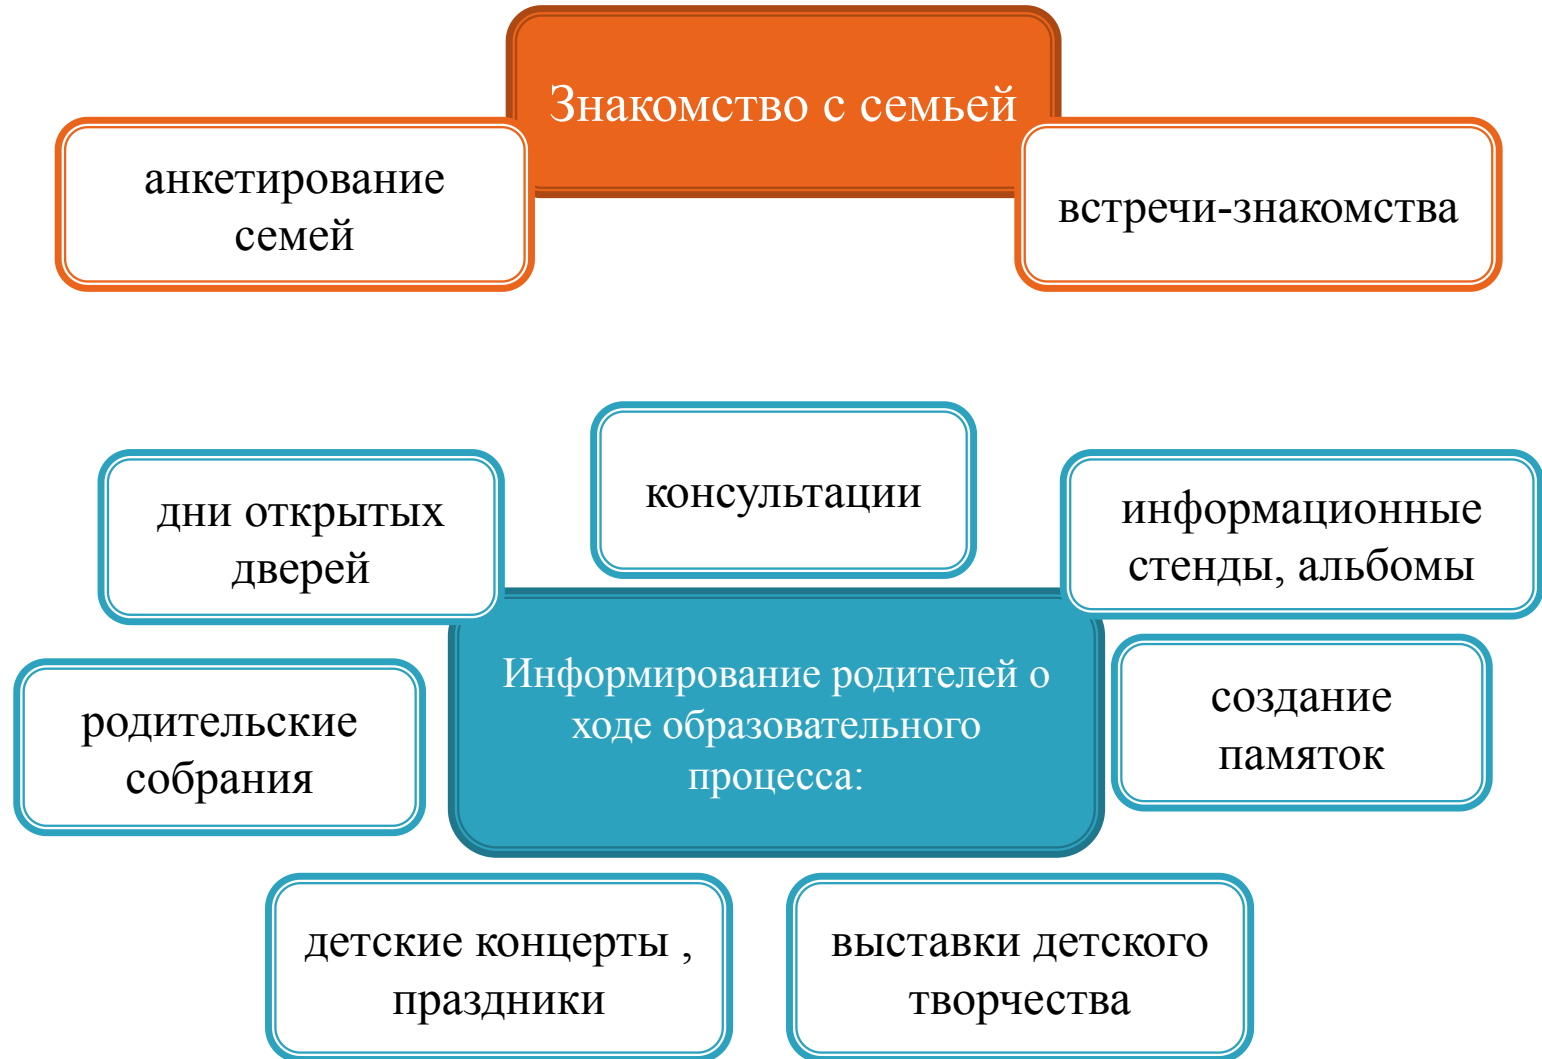 Знакомство с семьей
анкетирование
семей
встречи-знакомства
консультации
дни открытых
дверей
информационные
стенды, альбомы
Информирование родителей о
ходе образовательного
процесса:
родительские
собрания
создание
памяток
детские концерты ,
праздники
выставки детского
творчества